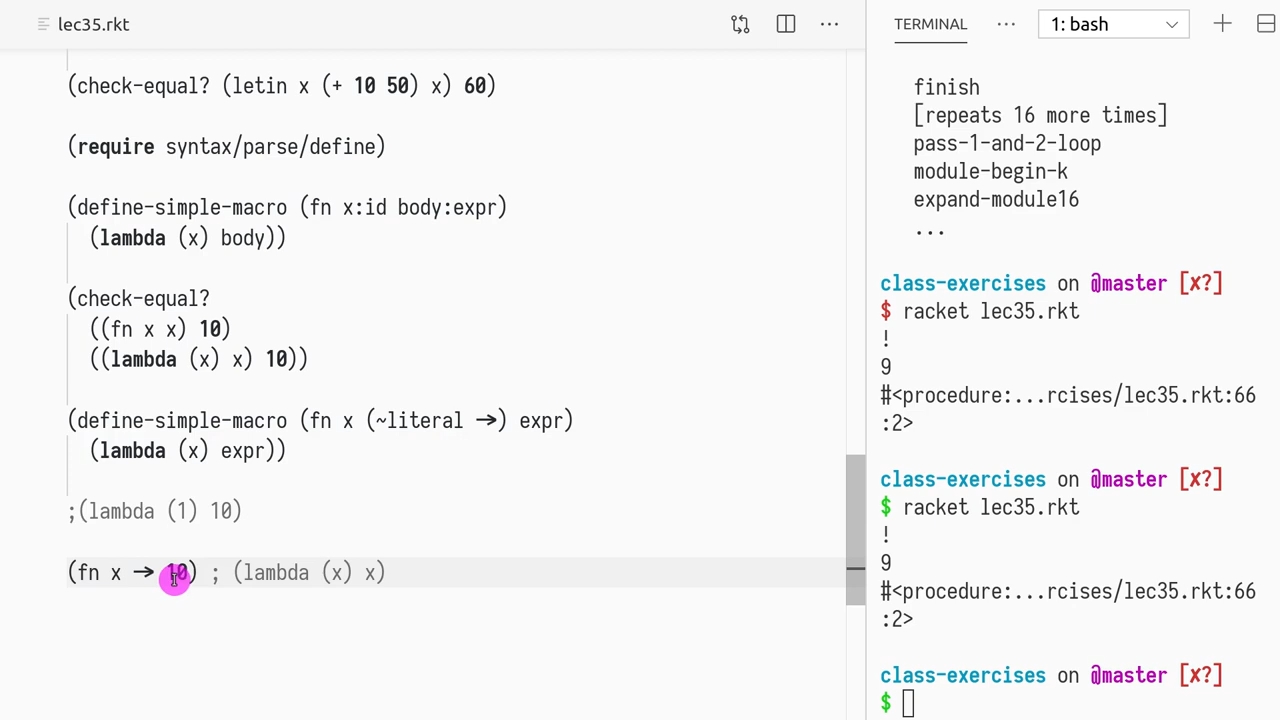 lec35.rkt
(check-equal? (letin x (+ 10 50) x) 60)
(require syntax/parse/define)
(define-simple-macro (fn x:id body:expr)
(lambda (x) body))
(check-equal?
((fn x x) 10)
((lambda (x) x) 10))
(define-simple-macro (fn x (~literal →) expr)
(lambda (x) expr))
;(lambda (1) 10)
(fn x → 10) ; (lambda (x) x)
TERMINAL ··· 1: bash
finish
[repeats 16 more times]
pass-1-and-2-loop
module-begin-k
expand-module16
...
class-exercises on @master [x?]
$ racket lec35.rkt
!
9
#<procedure:...rcises/lec35.rkt:66
:2>
class-exercises on @master [x?]
$ racket lec35.rkt
!
9
#<procedure:...rcises/lec35.rkt:66
:2>
class-exercises on @master [x?]
$